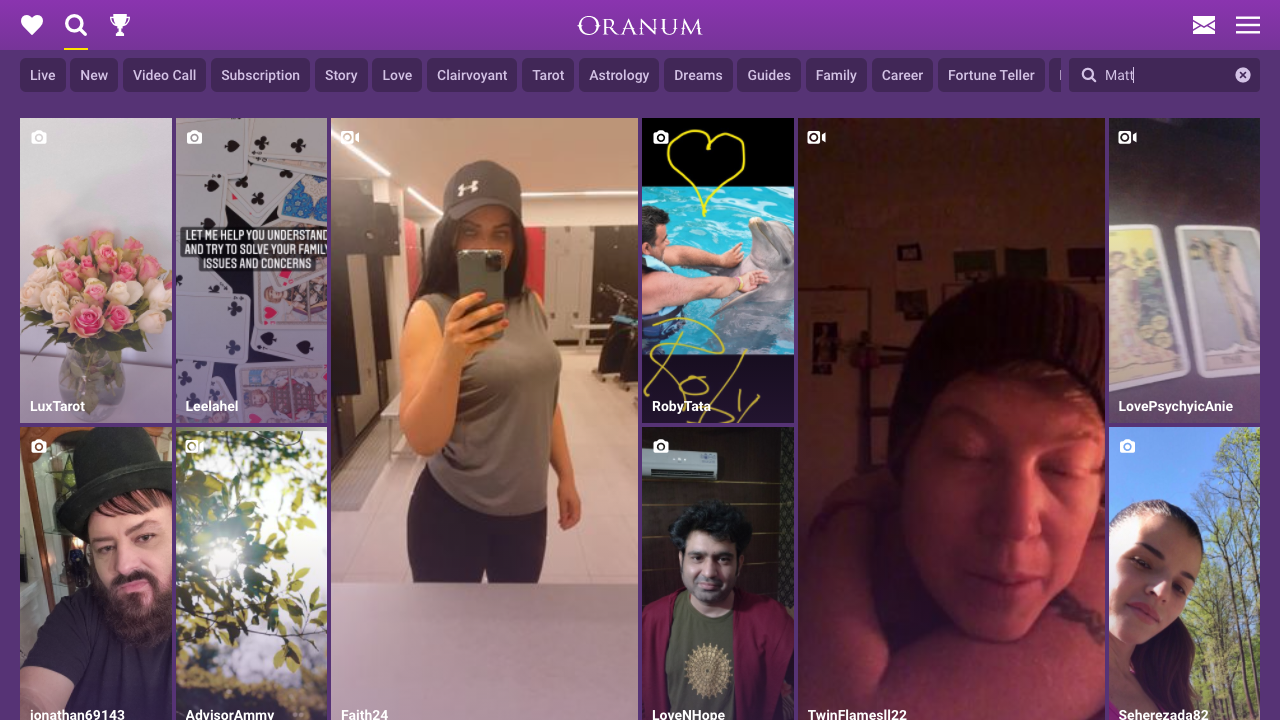 ORANUM
Live
New
Video Call
Subscription
Story
Love
Clairvoyant
Tarot
Astrology
Dreams
Guides
Family
Career
Fortune Teller
Matt
LET ME HELP YOU UNDERSTAND
AND TRY TO SOLVE YOUR FAMILY
ISSUES AND CONCERNS
LuxTarot
Leelahel
Roby
RobyTata
LovePsychyicAnie
jonathan69143
AdvisorAmmy
Faith24
LoveNHope
TwinFlamesII22
Seherezada82